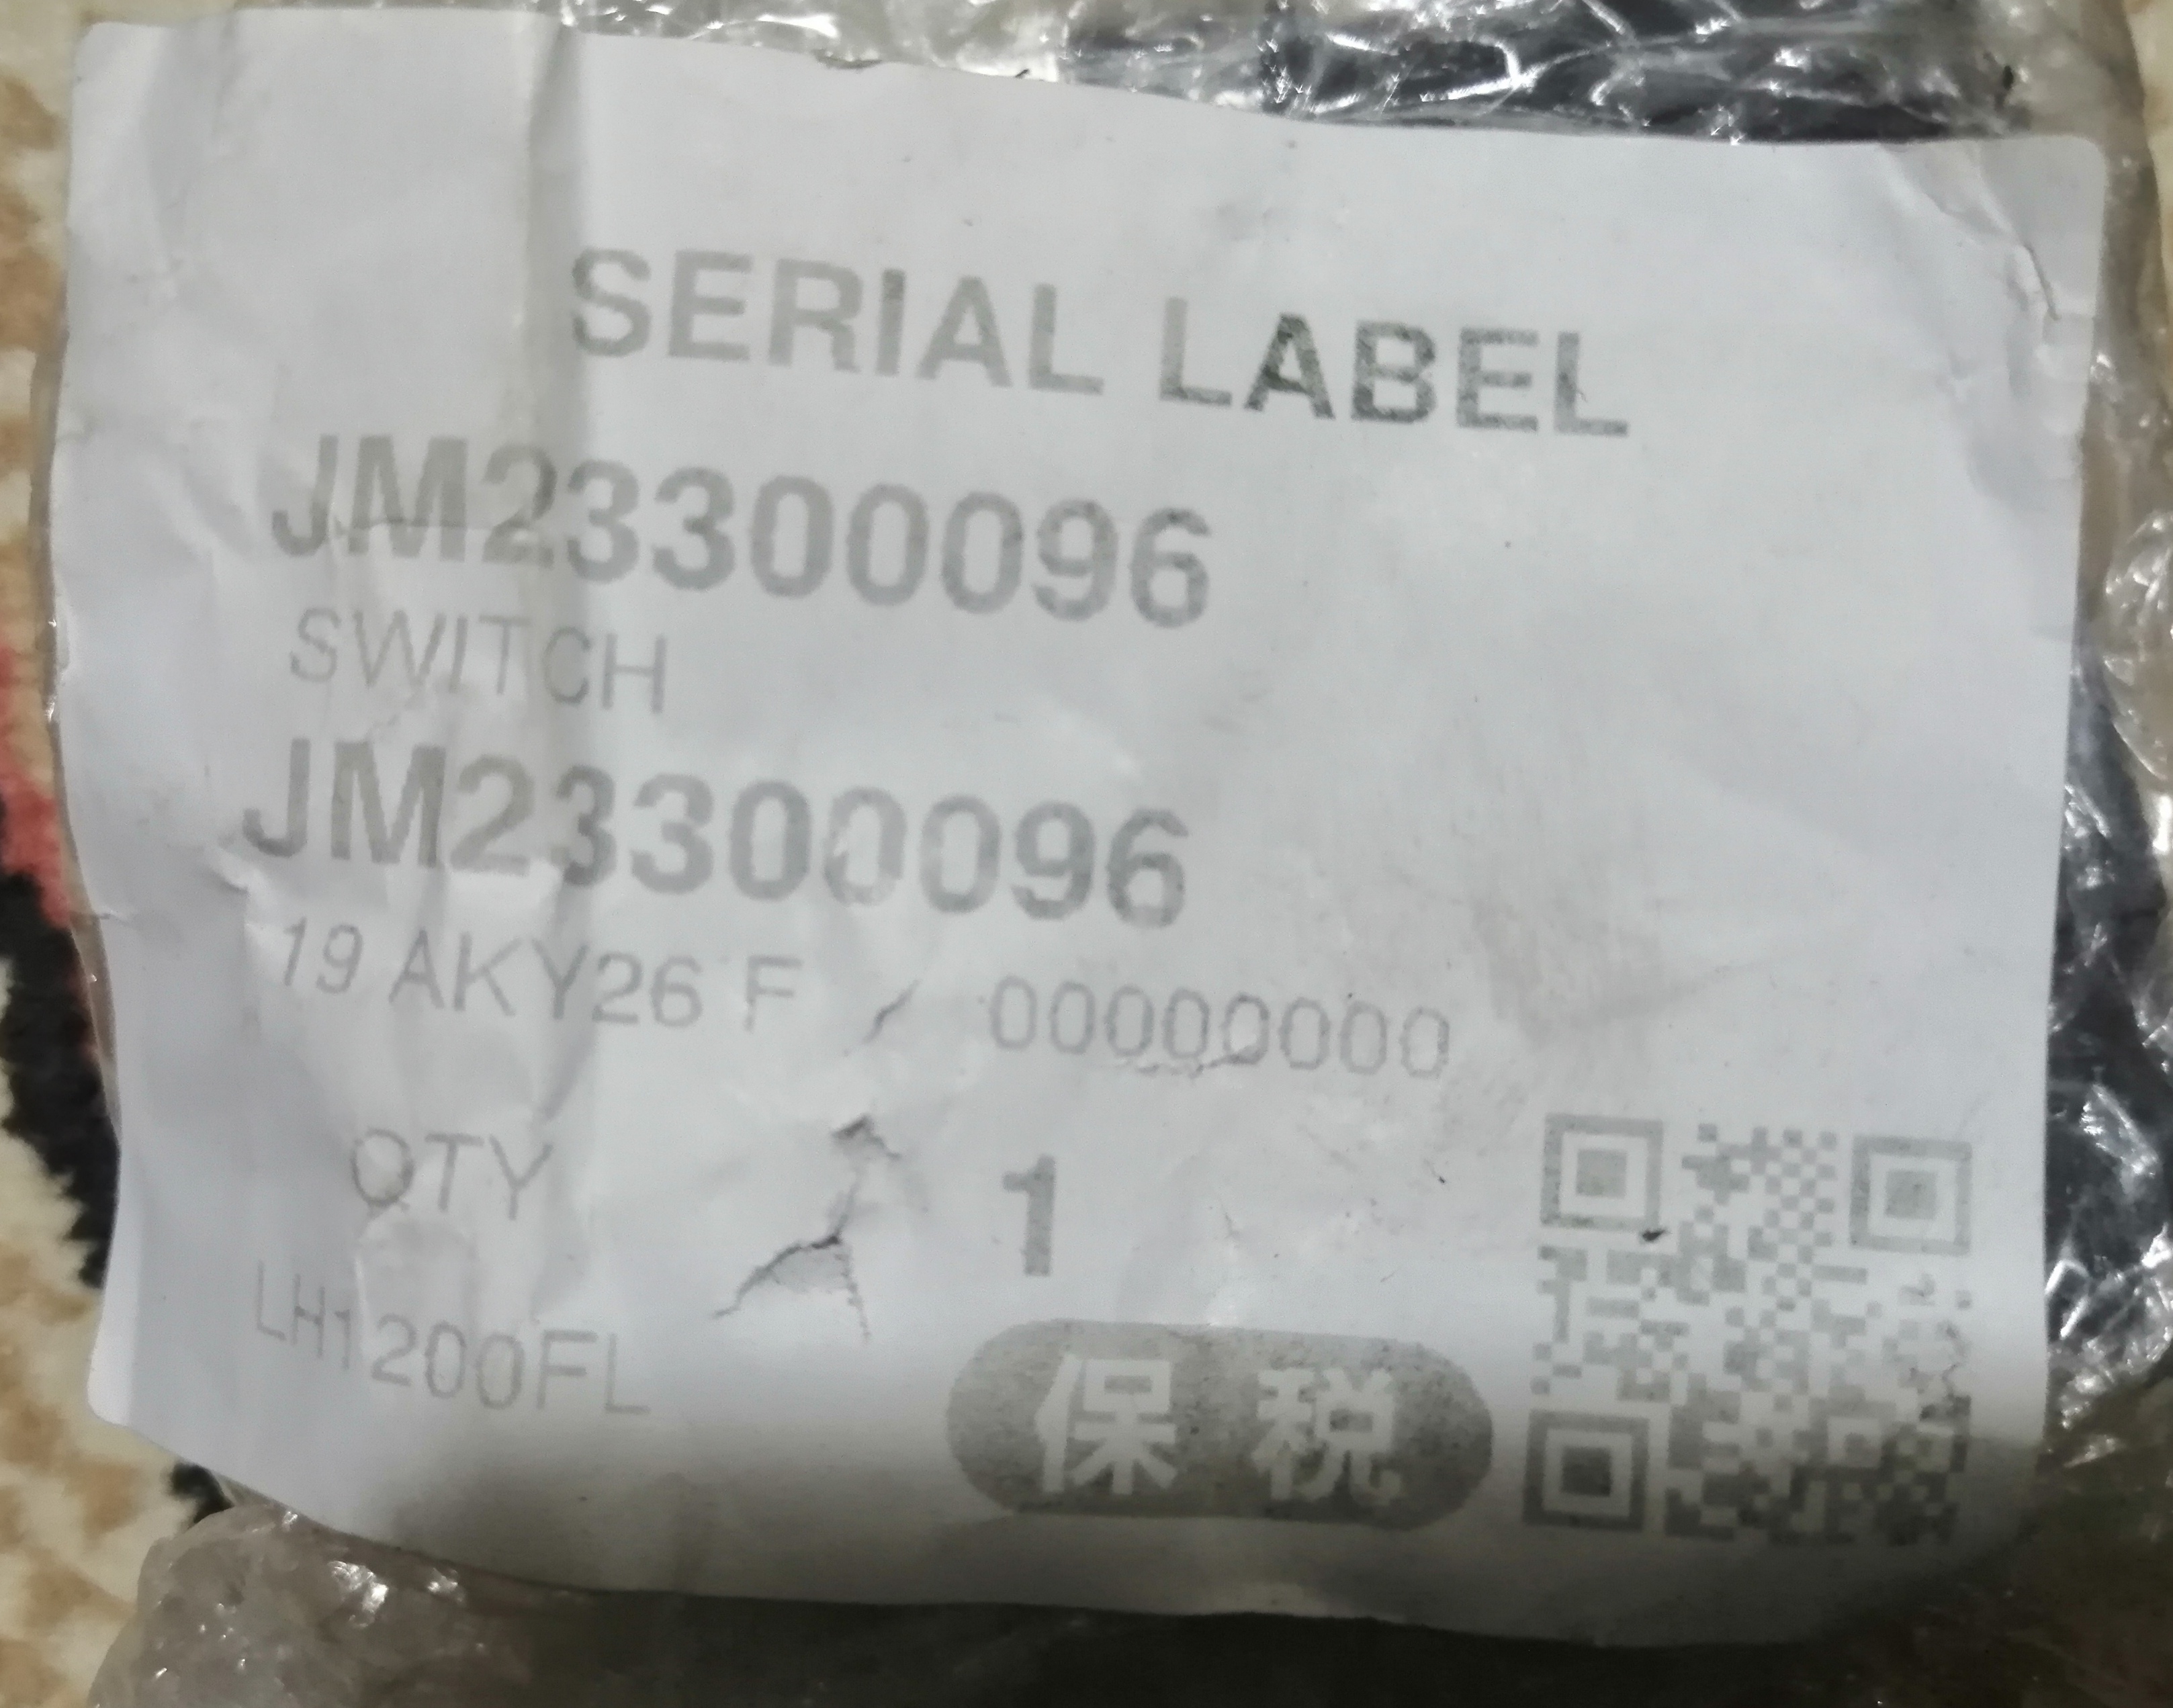 SERIAL LABEL
JM23300096
SWITCH
JM23300096
19 AKY26 F 00000000
QTY 1
LH1200FL
保税